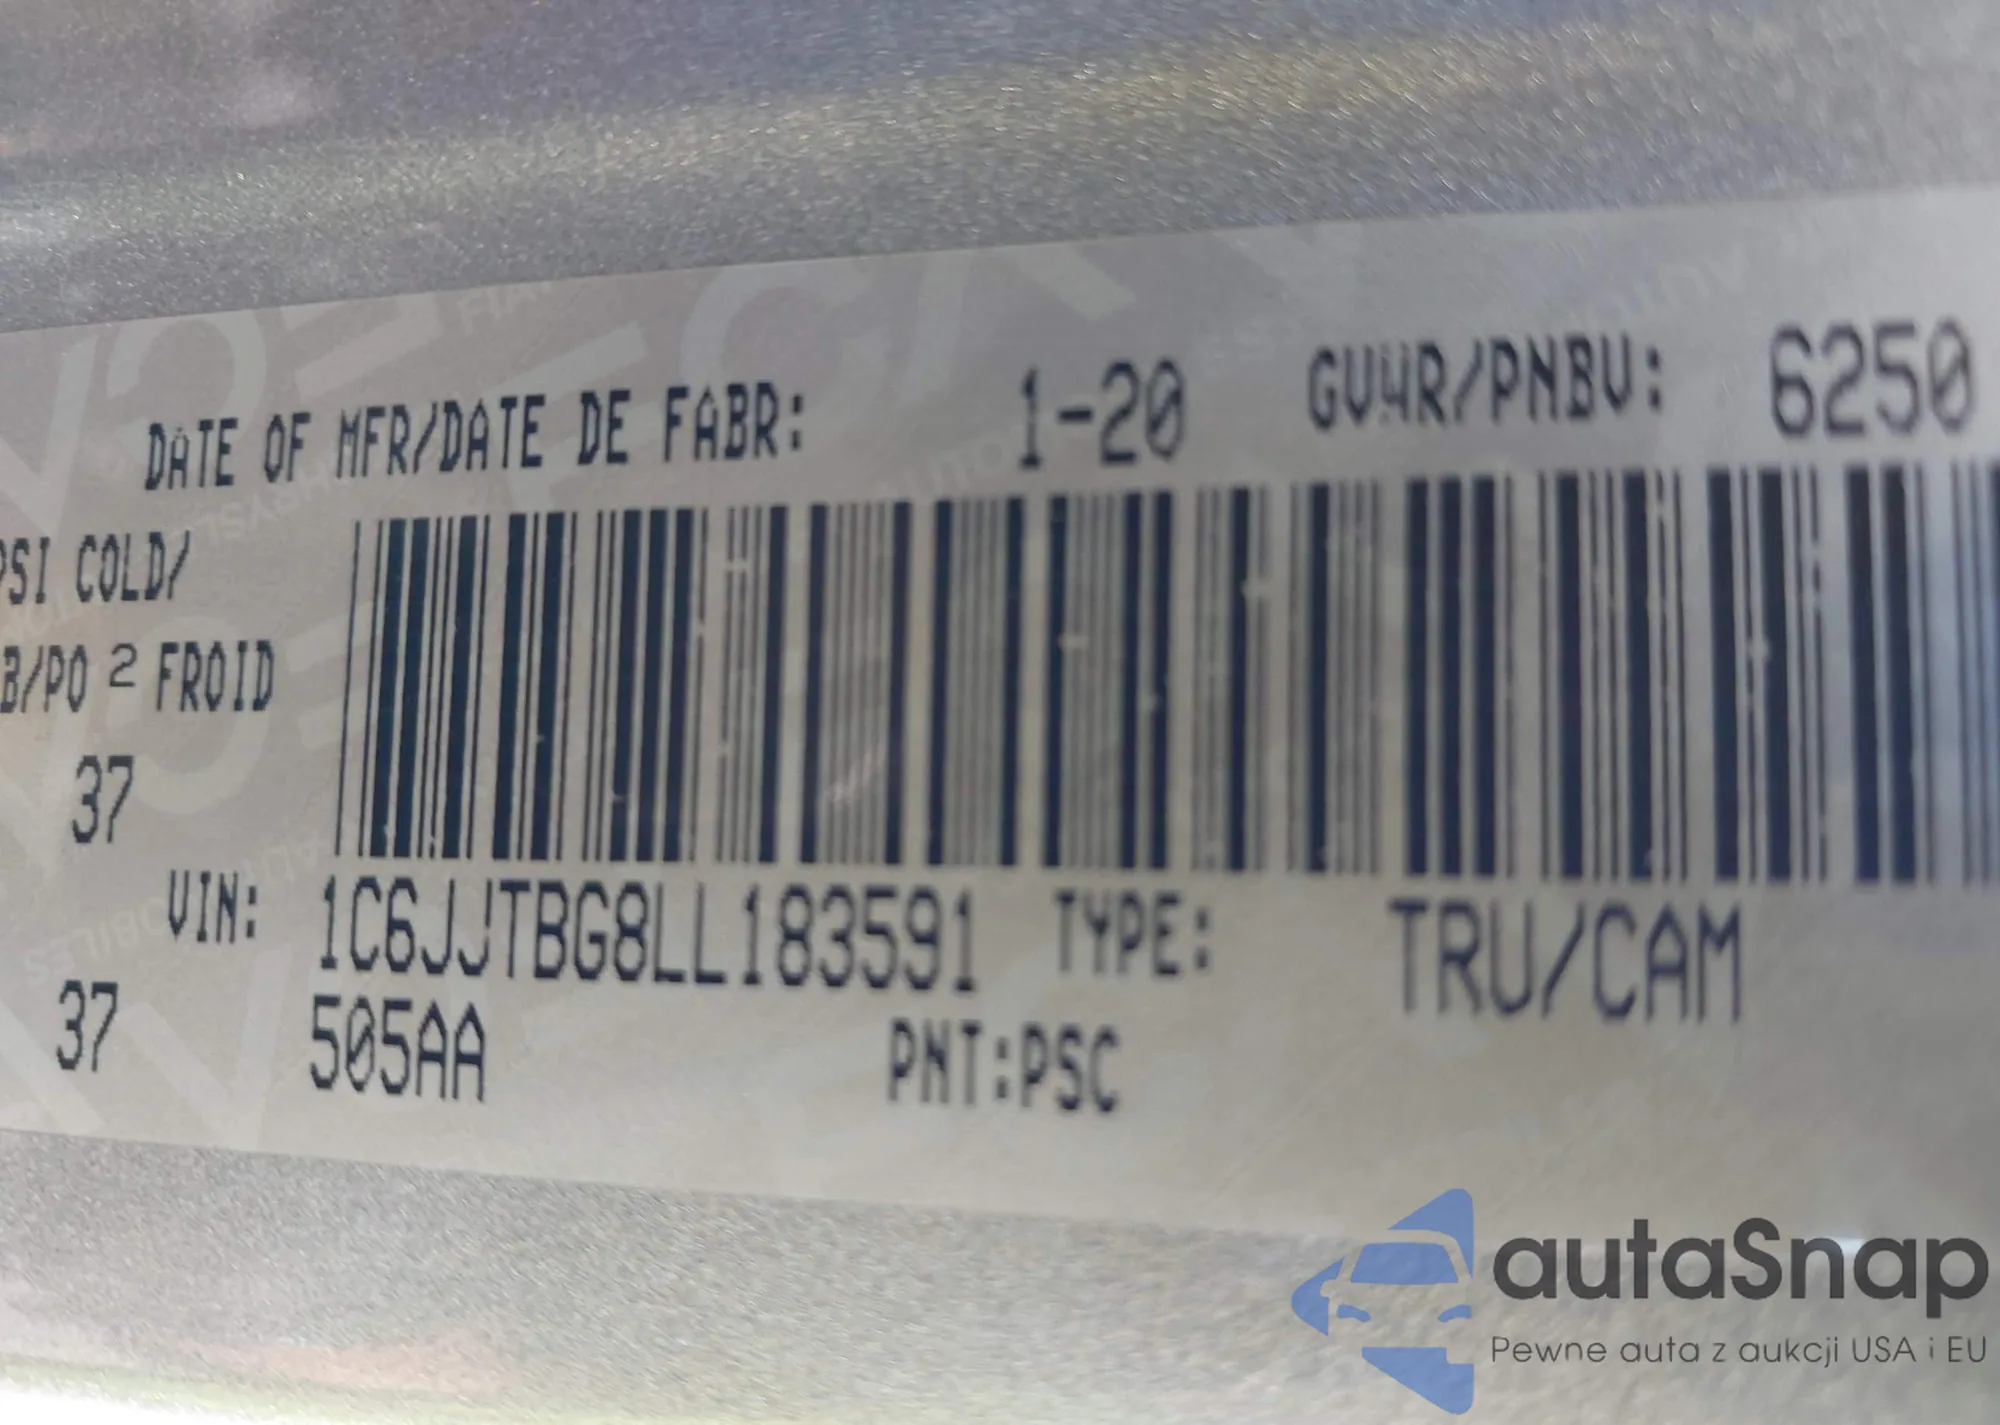 DATE OF MFR/DATE DE FABR: 1-20 GVWR/PNBV: 6250
PSI COLD/
B/PO 2 FROID
37
VIN: 1C6JJTBG8LL183591 TYPE: TRU/CAM
37 505AA PNT:PSC
autaSnap
Pewne auta z aukcji USA i EU